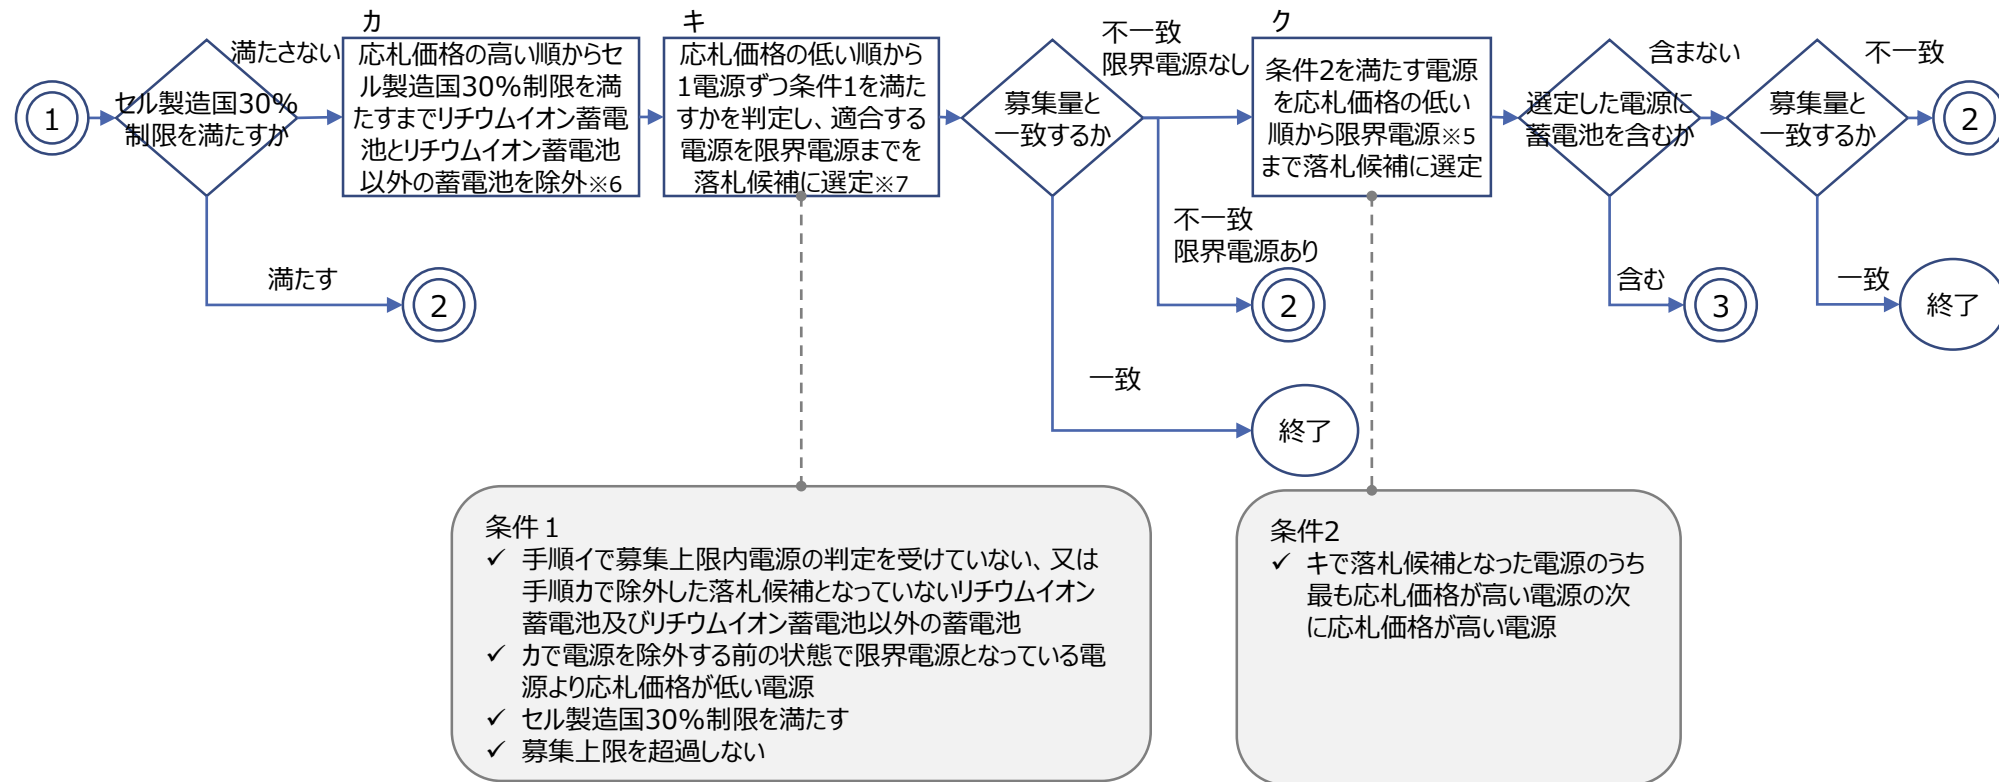 1
セル製造国30%
制限を満たすか
満たさない
満たす
2
カ
応札価格の高い順からセ
ル製造国30%制限を満
たすまでリチウムイオン蓄電
池とリチウムイオン蓄電池
以外の蓄電池を除外※6
キ
応札価格の低い順から
1電源ずつ条件1を満た
すかを判定し、適合する
電源を限界電源までを
落札候補に選定※7
募集量と
一致するか
不一致
限界電源なし
不一致
限界電源あり
2
一致
終了
ク
条件2を満たす電源
を応札価格の低い
順から限界電源※5
まで落札候補に選定
選定した電源に
蓄電池を含むか
含まない
含む
3
募集量と
一致するか
不一致
2
一致
終了
条件1
✓ 手順イで募集上限内電源の判定を受けていない、又は
手順カで除外した落札候補となっていないリチウムイオン
蓄電池及びリチウムイオン蓄電池以外の蓄電池
✓ カで電源を除外する前の状態で限界電源となっている電
源より応札価格が低い電源
✓ セル製造国30%制限を満たす
✓ 募集上限を超過しない
条件2
✓ キで落札候補となった電源のうち
最も応札価格が高い電源の次
に応札価格が高い電源